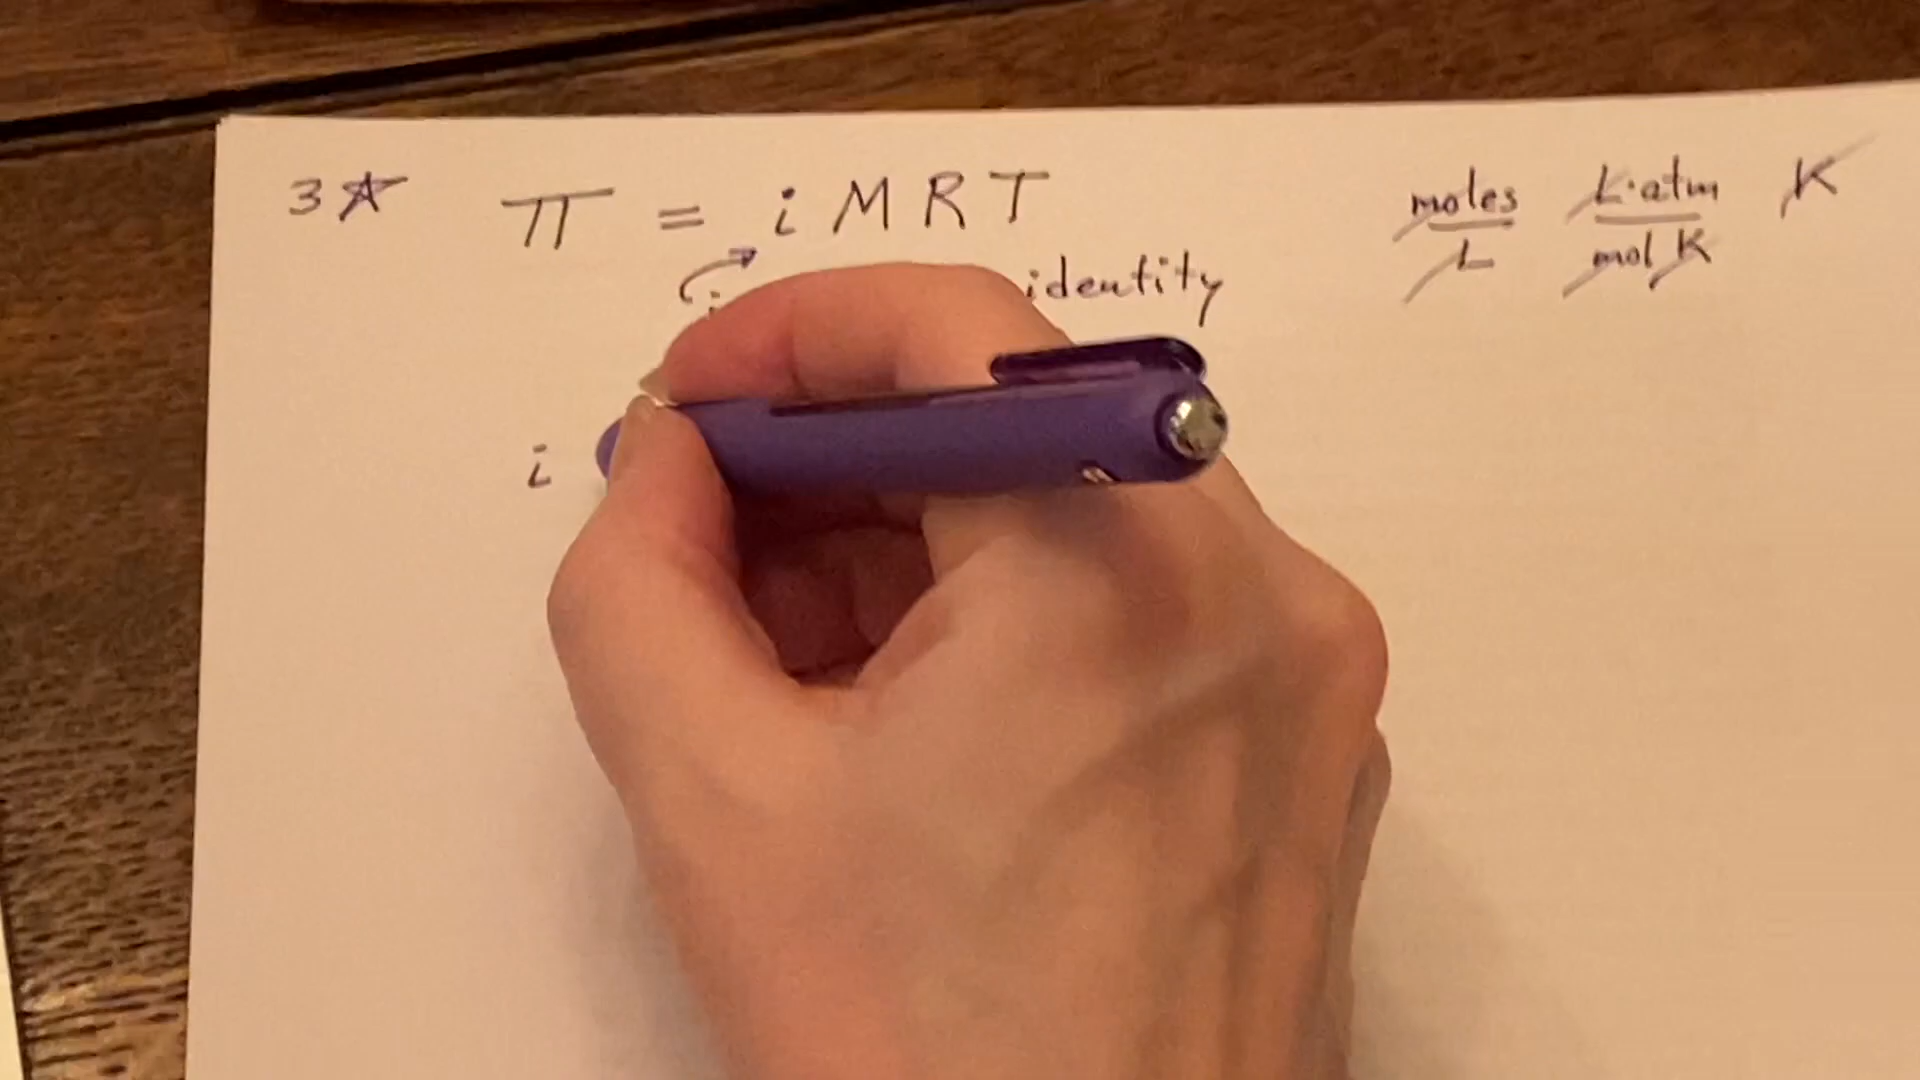 3☆ π = i M R T moles L·atm K
L mol K
identity
i